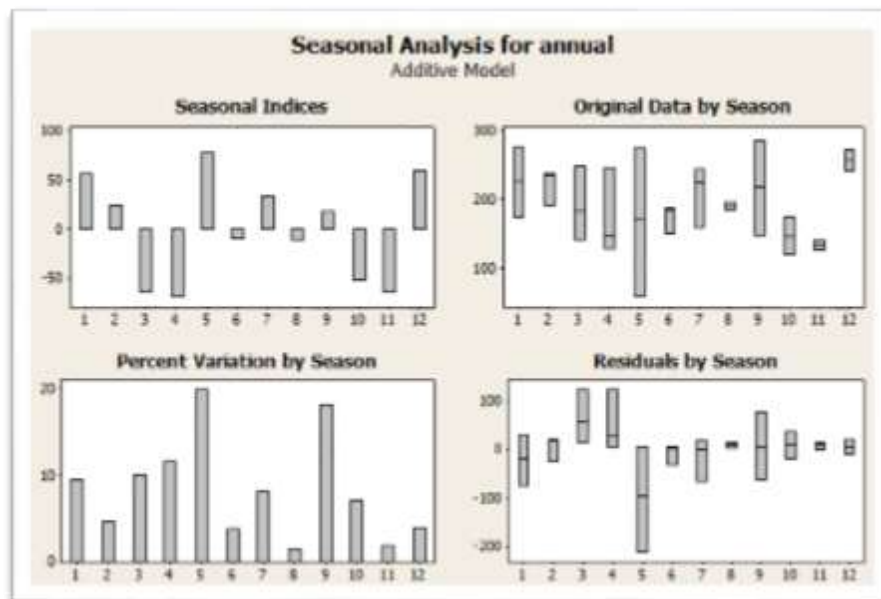 Seasonal Analysis for annual
Additive Model
Seasonal Indices
100
50
0
-50
1 2 3 4 5 6 7 8 9 10 11 12
Original Data by Season
300
200
100
1 2 3 4 5 6 7 8 9 10 11 12
Percent Variation by Season
20
10
0
1 2 3 4 5 6 7 8 9 10 11 12
Residuals by Season
100
0
-100
-200
1 2 3 4 5 6 7 8 9 10 11 12